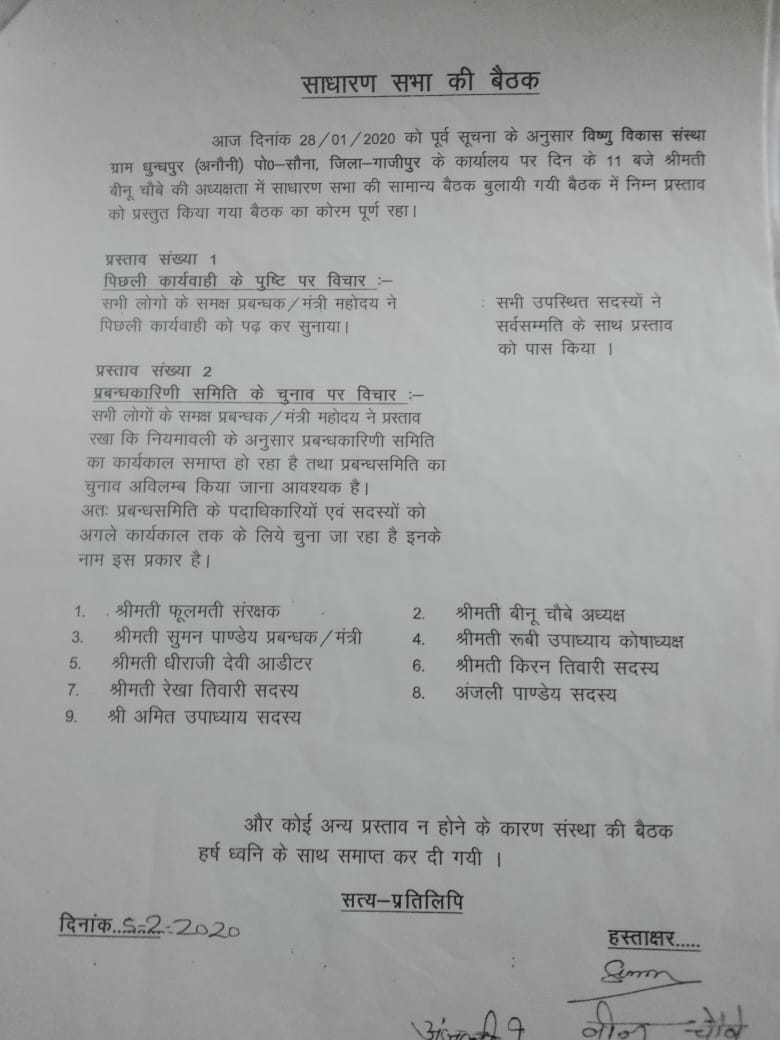 साधारण सभा की बैठक
आज दिनांक 28/01/2020 को पूर्व सूचना के अनुसार विष्णु विकास संस्था
ग्राम धुन्धपुर (अनौनी) पो0-सौना, जिला-गाजीपुर के कार्यालय पर दिन के 11 बजे श्रीमती
बीनू चौबे की अध्यक्षता में साधारण सभा की सामान्य बैठक बुलायी गयी बैठक में निम्न प्रस्ताव
को प्रस्तुत किया गया बैठक का कोरम पूर्ण रहा।
प्रस्ताव संख्या 1
पिछली कार्यवाही के पुष्टि पर विचार :–
सभी लोगो के समक्ष प्रबन्धक/मंत्री महोदय ने
पिछली कार्यवाही को पढ़ कर सुनाया।
सभी उपस्थित सदस्यों ने
सर्वसम्मति के साथ प्रस्ताव
को पास किया ।
प्रस्ताव संख्या 2
प्रबन्धकारिणी समिति के चुनाव पर विचार :–
सभी लोगों के समक्ष प्रबन्धक/मंत्री महोदय ने प्रस्ताव
रखा कि नियमावली के अनुसार प्रबन्धकारिणी समिति
का कार्यकाल समाप्त हो रहा है तथा प्रबन्धसमिति का
चुनाव अविलम्ब किया जाना आवश्यक है।
अतः प्रबन्धसमिति के पदाधिकारियों एवं सदस्यों को
अगले कार्यकाल तक के लिये चुना जा रहा है इनके
नाम इस प्रकार है।
1. श्रीमती फूलमती संरक्षक
2. श्रीमती बीनू चौबे अध्यक्ष
3. श्रीमती सुमन पाण्डेय प्रबन्धक/मंत्री
4. श्रीमती रूबी उपाध्याय कोषाध्यक्ष
5. श्रीमती धीराजी देवी आडीटर
6. श्रीमती किरन तिवारी सदस्य
7. श्रीमती रेखा तिवारी सदस्य
8. अंजली पाण्डेय सदस्य
9. श्री अमित उपाध्याय सदस्य
और कोई अन्य प्रस्ताव न होने के कारण संस्था की बैठक
हर्ष ध्वनि के साथ समाप्त कर दी गयी ।
सत्य–प्रतिलिपि
दिनांक..5-2-2020
हस्ताक्षर.....
Suman
बीनू चौबे